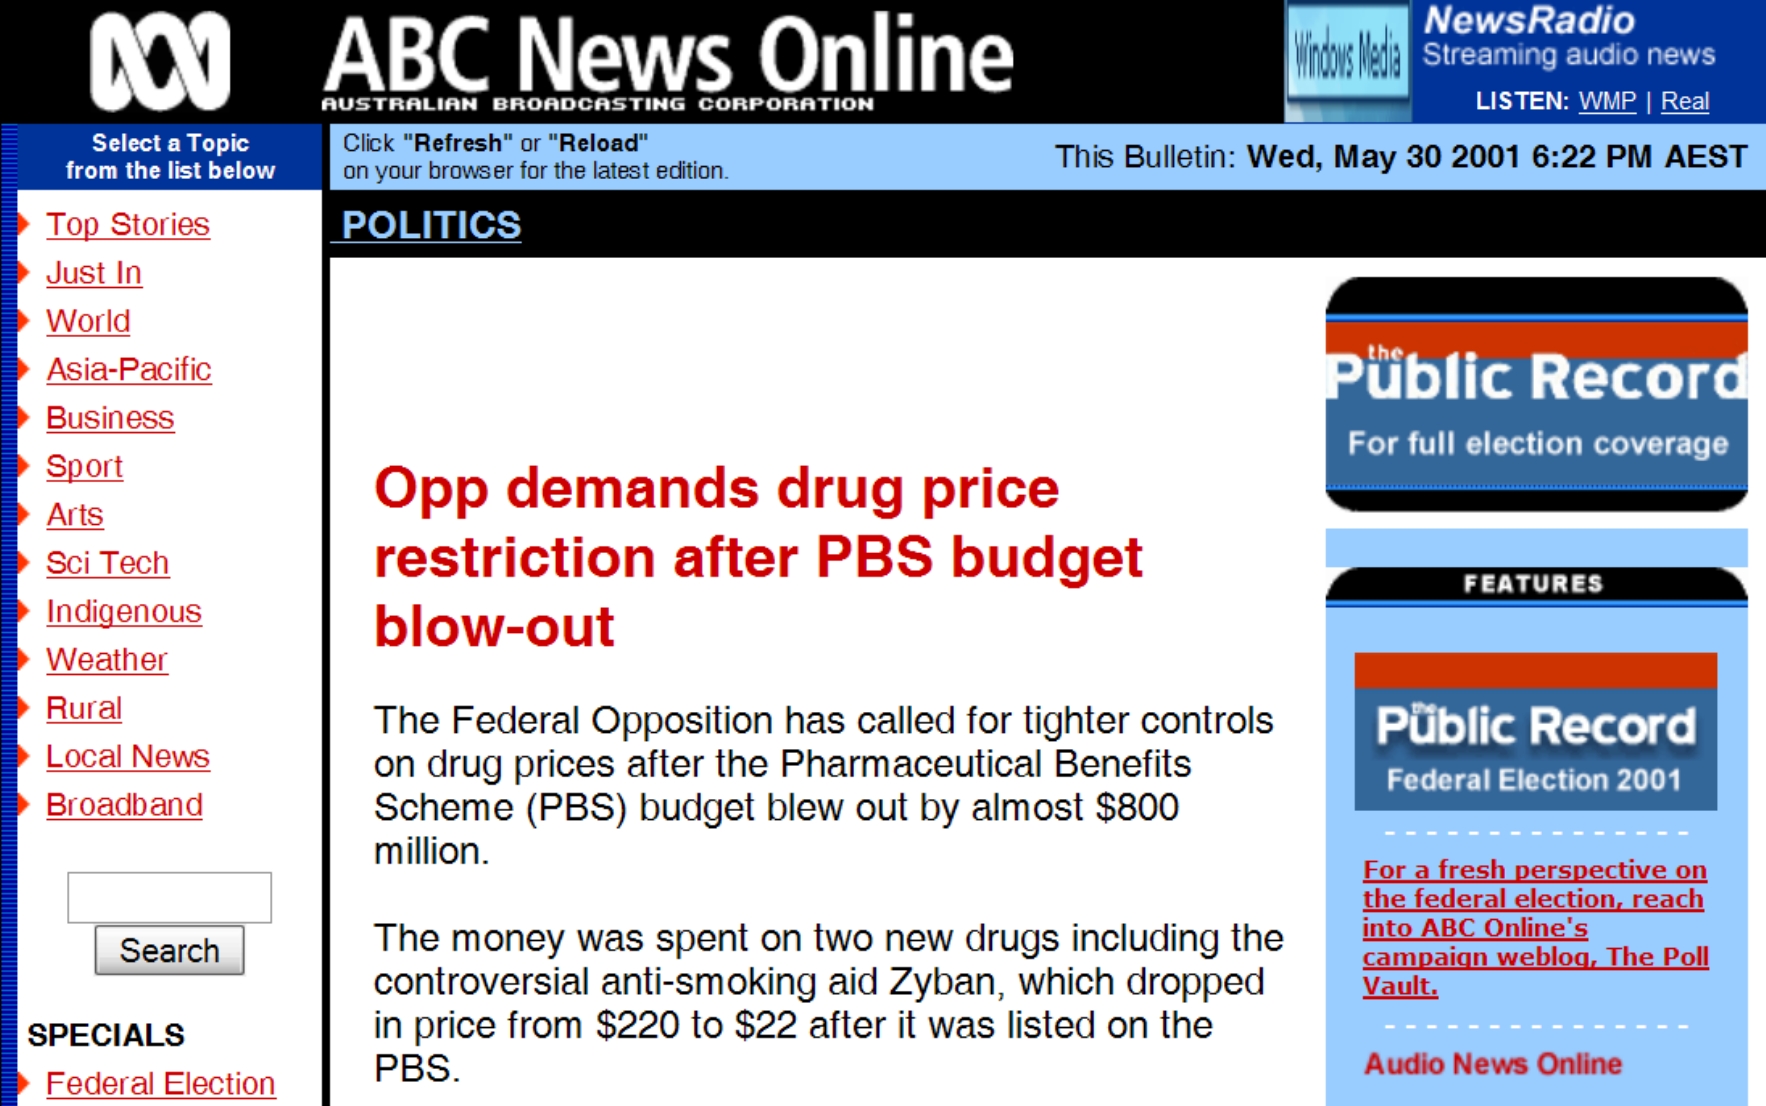 ABC News Online
AUSTRALIAN BROADCASTING CORPORATION
Windows Media
NewsRadio
Streaming audio news
LISTEN: WMP | Real
Select a Topic
from the list below
Click "Refresh" or "Reload"
on your browser for the latest edition.
This Bulletin: Wed, May 30 2001 6:22 PM AEST
POLITICS
Top Stories
Just In
World
Asia-Pacific
Business
Sport
Arts
Sci Tech
Indigenous
Weather
Rural
Local News
Broadband
Search
SPECIALS
Federal Election
Opp demands drug price
restriction after PBS budget
blow-out
The Federal Opposition has called for tighter controls
on drug prices after the Pharmaceutical Benefits
Scheme (PBS) budget blew out by almost $800
million.
The money was spent on two new drugs including the
controversial anti-smoking aid Zyban, which dropped
in price from $220 to $22 after it was listed on the
PBS.
the
Public Record
For full election coverage
FEATURES
the
Public Record
Federal Election 2001
For a fresh perspective on
the federal election, reach
into ABC Online's
campaign weblog, The Poll
Vault.
Audio News Online